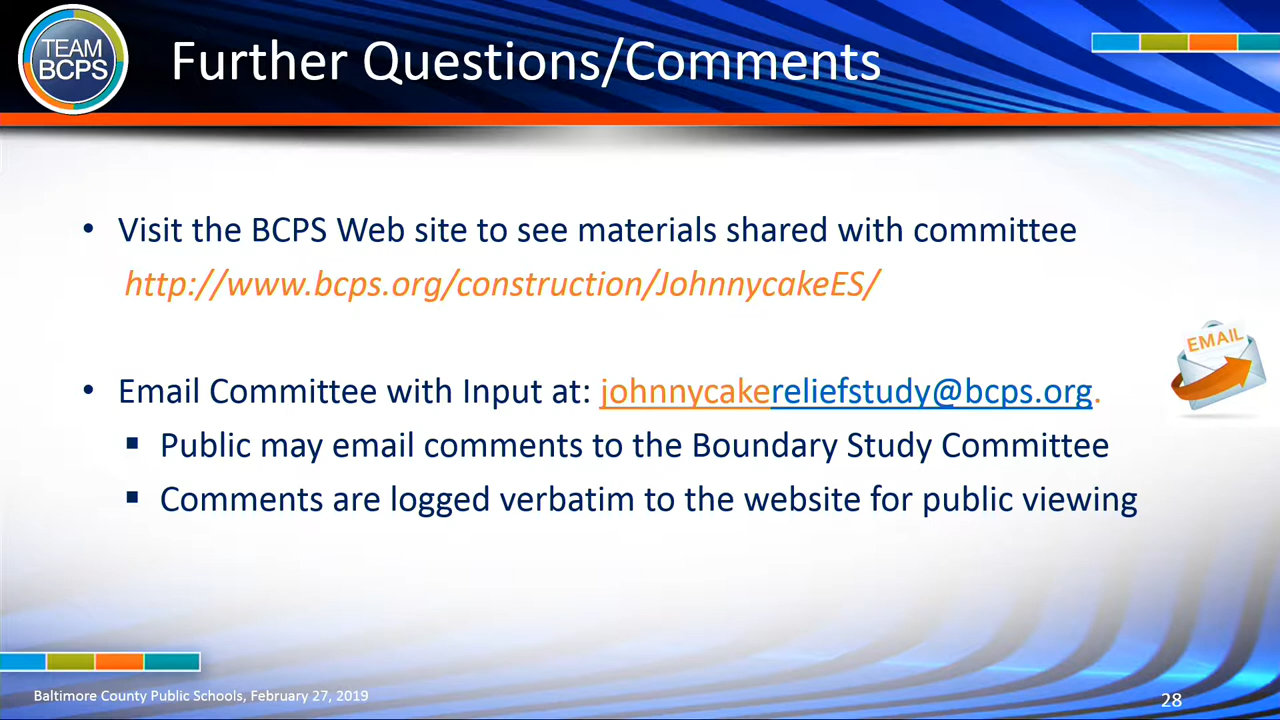 TEAM
BCPS
Further Questions/Comments
• Visit the BCPS Web site to see materials shared with committee
http://www.bcps.org/construction/JohnnycakeES/
EMAIL
• Email Committee with Input at: johnnycakereliefstudy@bcps.org.
▪ Public may email comments to the Boundary Study Committee
▪ Comments are logged verbatim to the website for public viewing
Baltimore County Public Schools, February 27, 2019
28